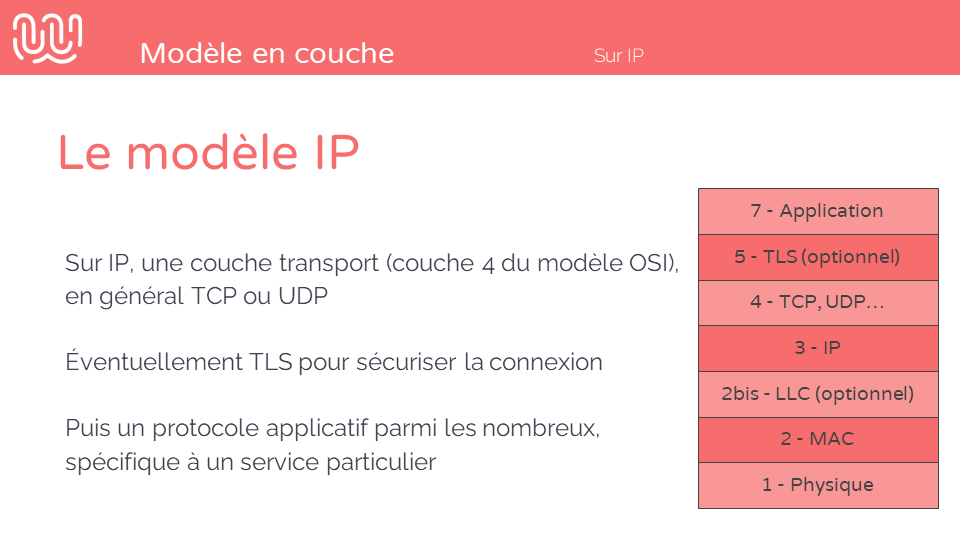 Modèle en couche
Sur IP
Le modèle IP
Sur IP, une couche transport (couche 4 du modèle OSI),
en général TCP ou UDP
Éventuellement TLS pour sécuriser la connexion
Puis un protocole applicatif parmi les nombreux,
spécifique à un service particulier
7 - Application
5 - TLS (optionnel)
4 - TCP, UDP…
3 - IP
2bis - LLC (optionnel)
2 - MAC
1 - Physique